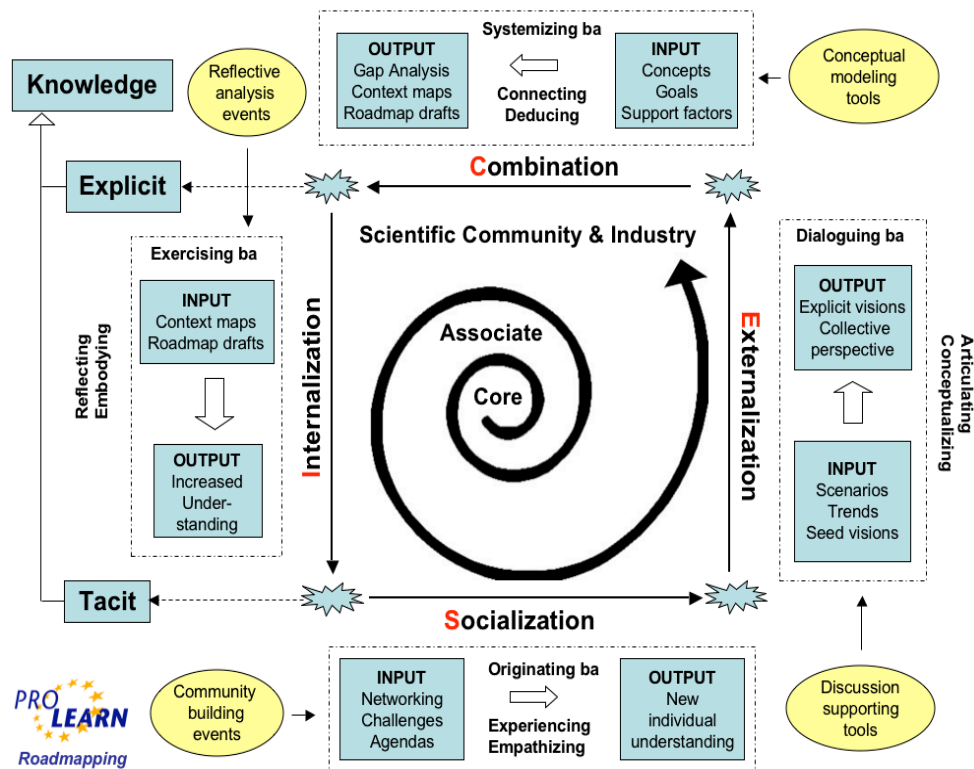 Knowledge
Explicit
Tacit
Reflective
analysis
events
Systemizing ba
OUTPUT
Gap Analysis
Context maps
Roadmap drafts
Connecting
Deducing
INPUT
Concepts
Goals
Support factors
Conceptual
modeling
tools
Combination
Scientific Community & Industry
Associate
Core
Internalization
Externalization
Socialization
Exercising ba
INPUT
Context maps
Roadmap drafts
OUTPUT
Increased
Under-
standing
Reflecting
Embodying
Dialoguing ba
OUTPUT
Explicit visions
Collective
perspective
INPUT
Scenarios
Trends
Seed visions
Articulating
Conceptualizing
PRO
LEARN
Roadmapping
Community
building
events
INPUT
Networking
Challenges
Agendas
Originating ba
Experiencing
Empathizing
OUTPUT
New
individual
understanding
Discussion
supporting
tools